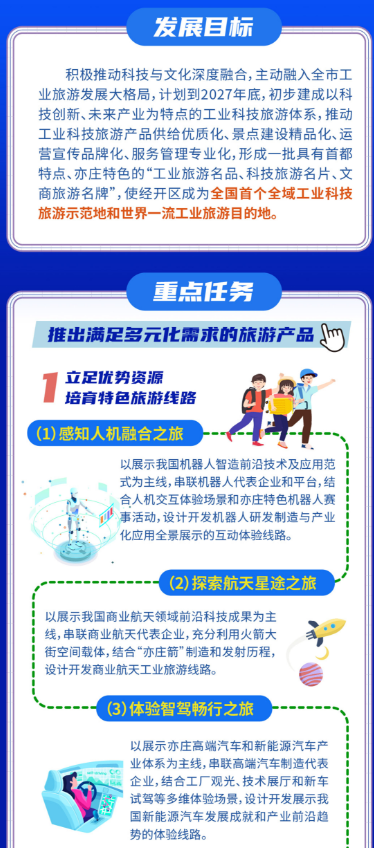 发展目标
积极推动科技与文化深度融合,主动融入全市工
业旅游发展大格局,计划到2027年底,初步建成以科
技创新、未来产业为特点的工业科技旅游体系,推动
工业科技旅游产品供给优质化、景点建设精品化、运
营宣传品牌化、服务管理专业化,形成一批具有首都
特点、亦庄特色的“工业旅游名品、科技旅游名片、文
商旅游名牌”,使经开区成为全国首个全域工业科技
旅游示范地和世界一流工业旅游目的地。
重点任务
推出满足多元化需求的旅游产品
1 立足优势资源
培育特色旅游线路
(1)感知人机融合之旅
以展示我国机器人智造前沿技术及应用范
式为主线,串联机器人代表企业和平台,结
合人机交互体验场景和亦庄特色机器人赛
事活动,设计开发机器人研发制造与产业
化应用全景展示的互动体验线路。
(2)探索航天星途之旅
以展示我国商业航天领域前沿科技成果为主
线,串联商业航天代表企业,充分利用火箭大
街空间载体,结合“亦庄箭”制造和发射历程,
设计开发商业航天工业旅游线路。
(3)体验智驾畅行之旅
以展示亦庄高端汽车和新能源汽车产
业体系为主线,串联高端汽车制造代表
企业,结合工厂观光、技术展厅和新车
试驾等多维体验场景,设计开发展示我
国新能源汽车发展成就和产业前沿趋
势的体验线路。